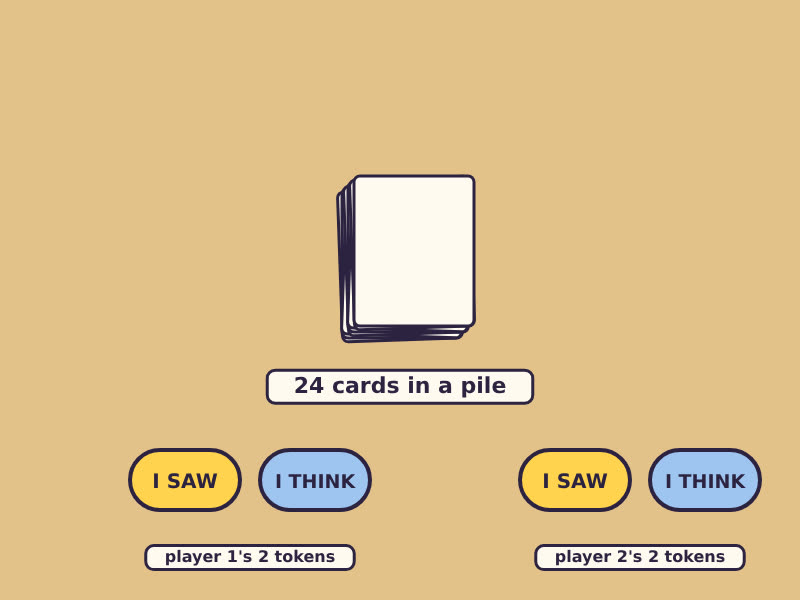 24 cards in a pile
I SAW
I THINK
I SAW
I THINK
player 1's 2 tokens
player 2's 2 tokens